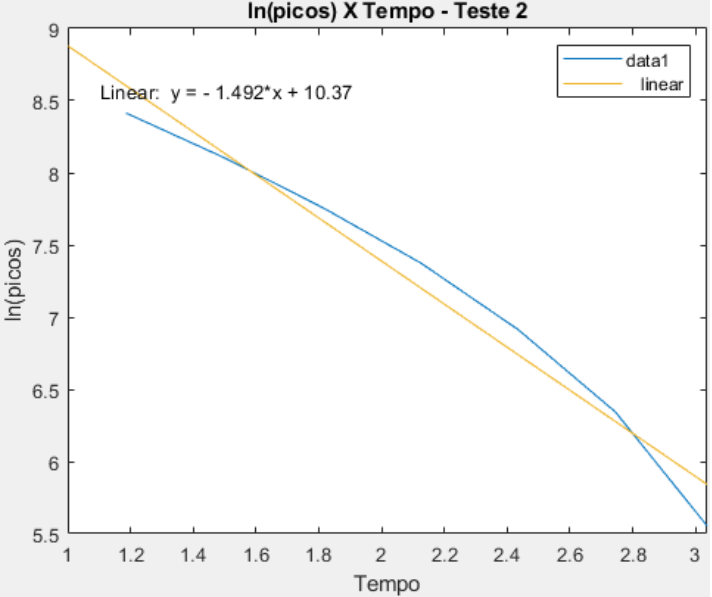 ln(picos) X Tempo - Teste 2
data1
linear
Linear: y = - 1.492*x + 10.37
9
8.5
8
7.5
7
6.5
6
5.5
ln(picos)
1 1.2 1.4 1.6 1.8 2 2.2 2.4 2.6 2.8 3
Tempo